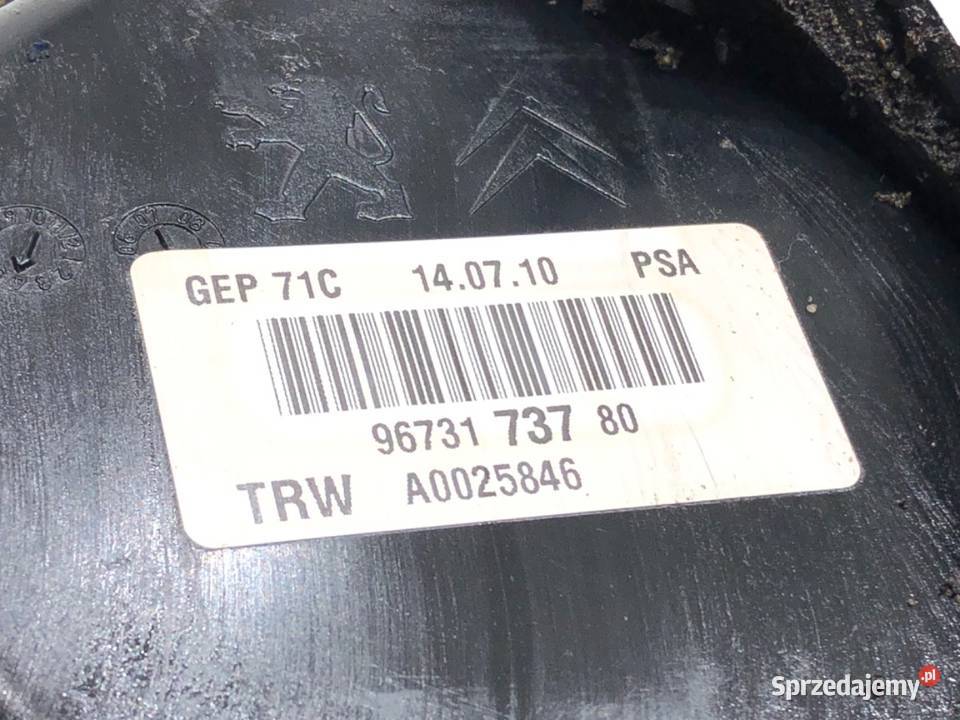 GEP 71C 14.07.10 PSA
96731 737 80
TRW A0025846
Sprzedajemy.pl